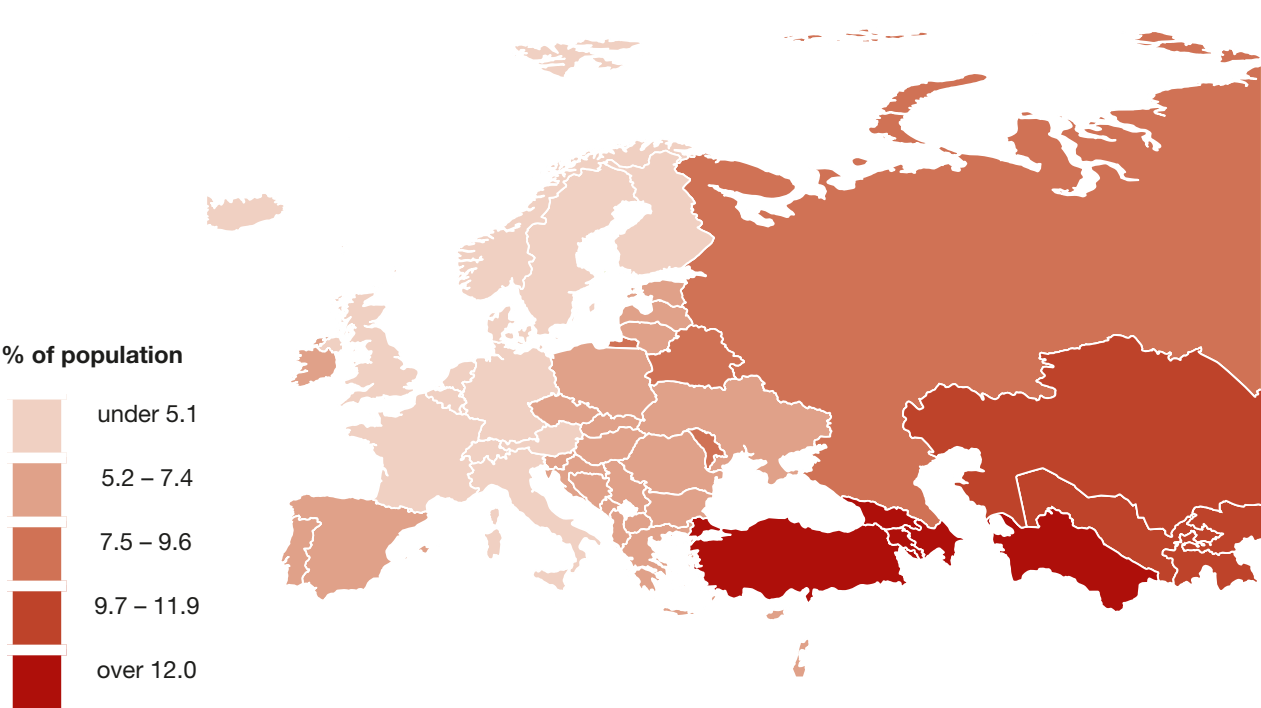 % of population
under 5.1
5.2 – 7.4
7.5 – 9.6
9.7 – 11.9
over 12.0